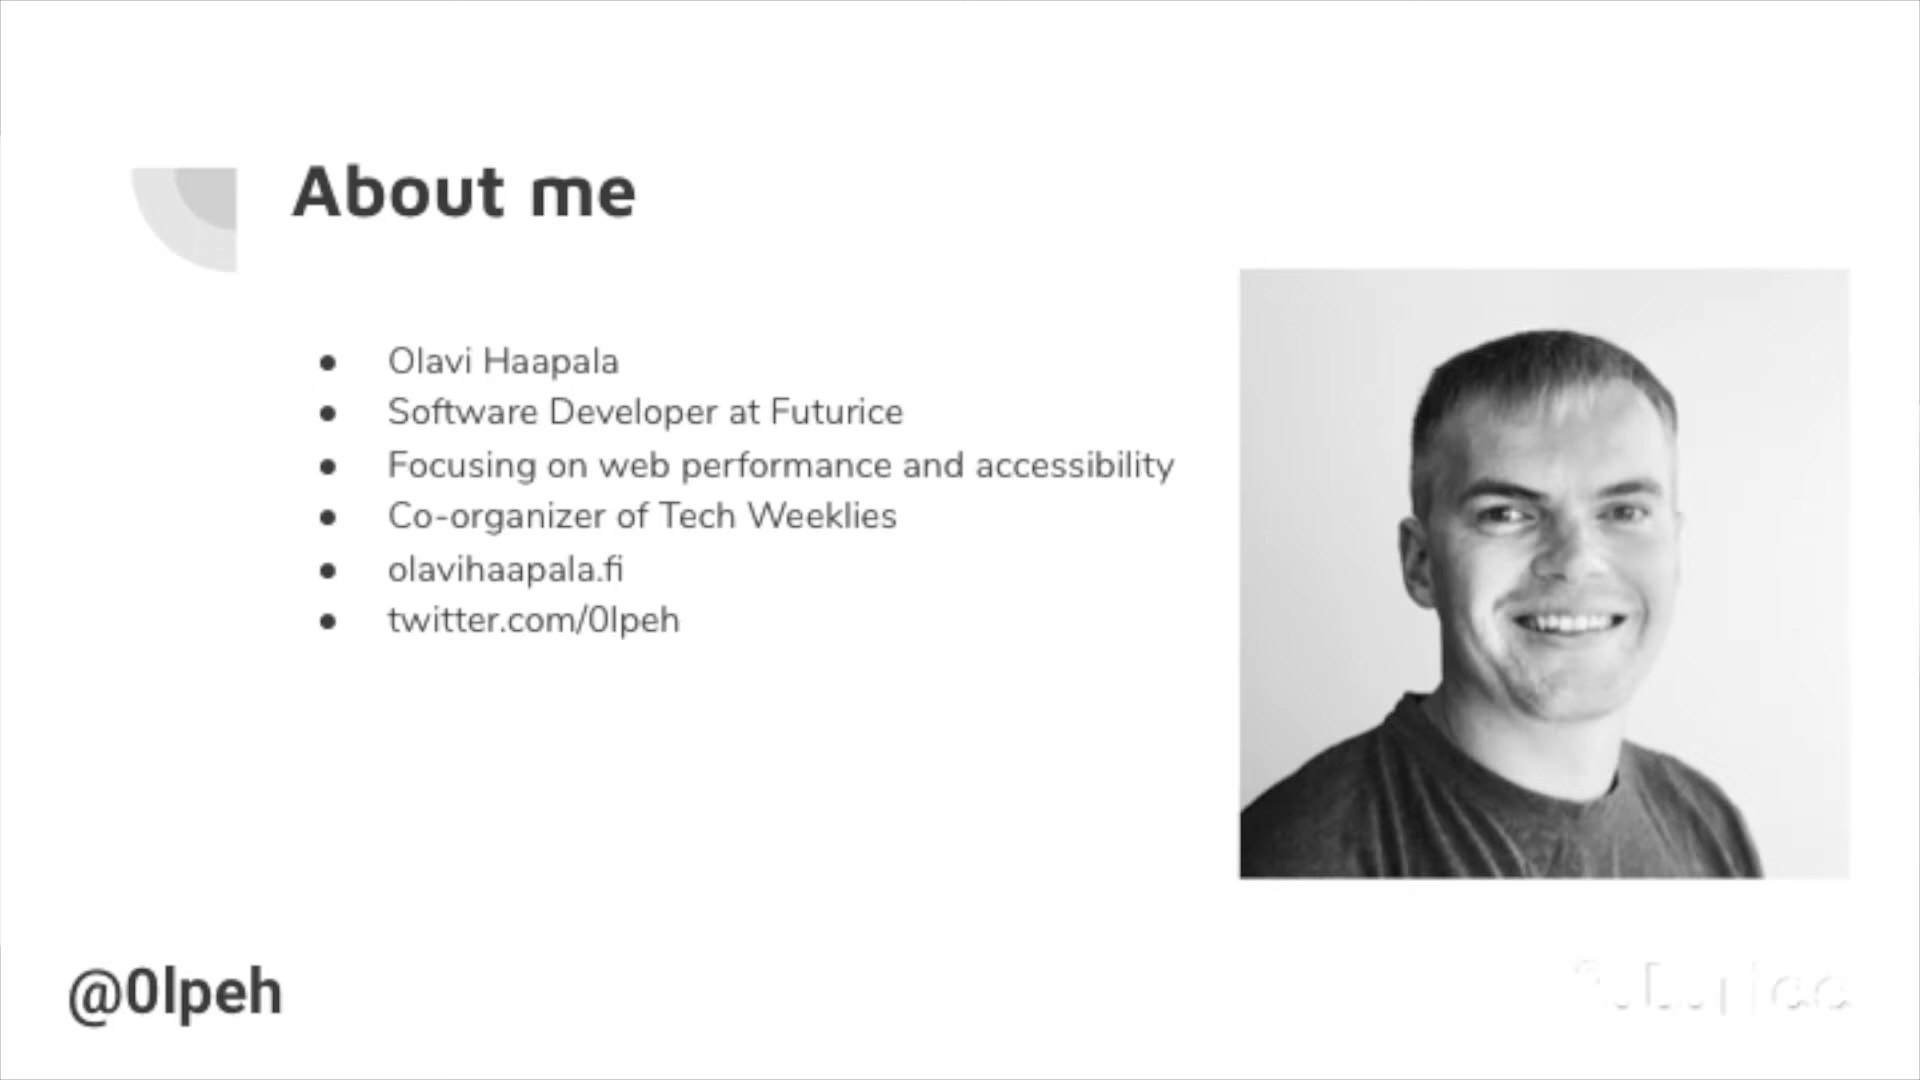 About me
● Olavi Haapala
● Software Developer at Futurice
● Focusing on web performance and accessibility
● Co-organizer of Tech Weeklies
● olavihaapala.fi
● twitter.com/0lpeh
@0lpeh